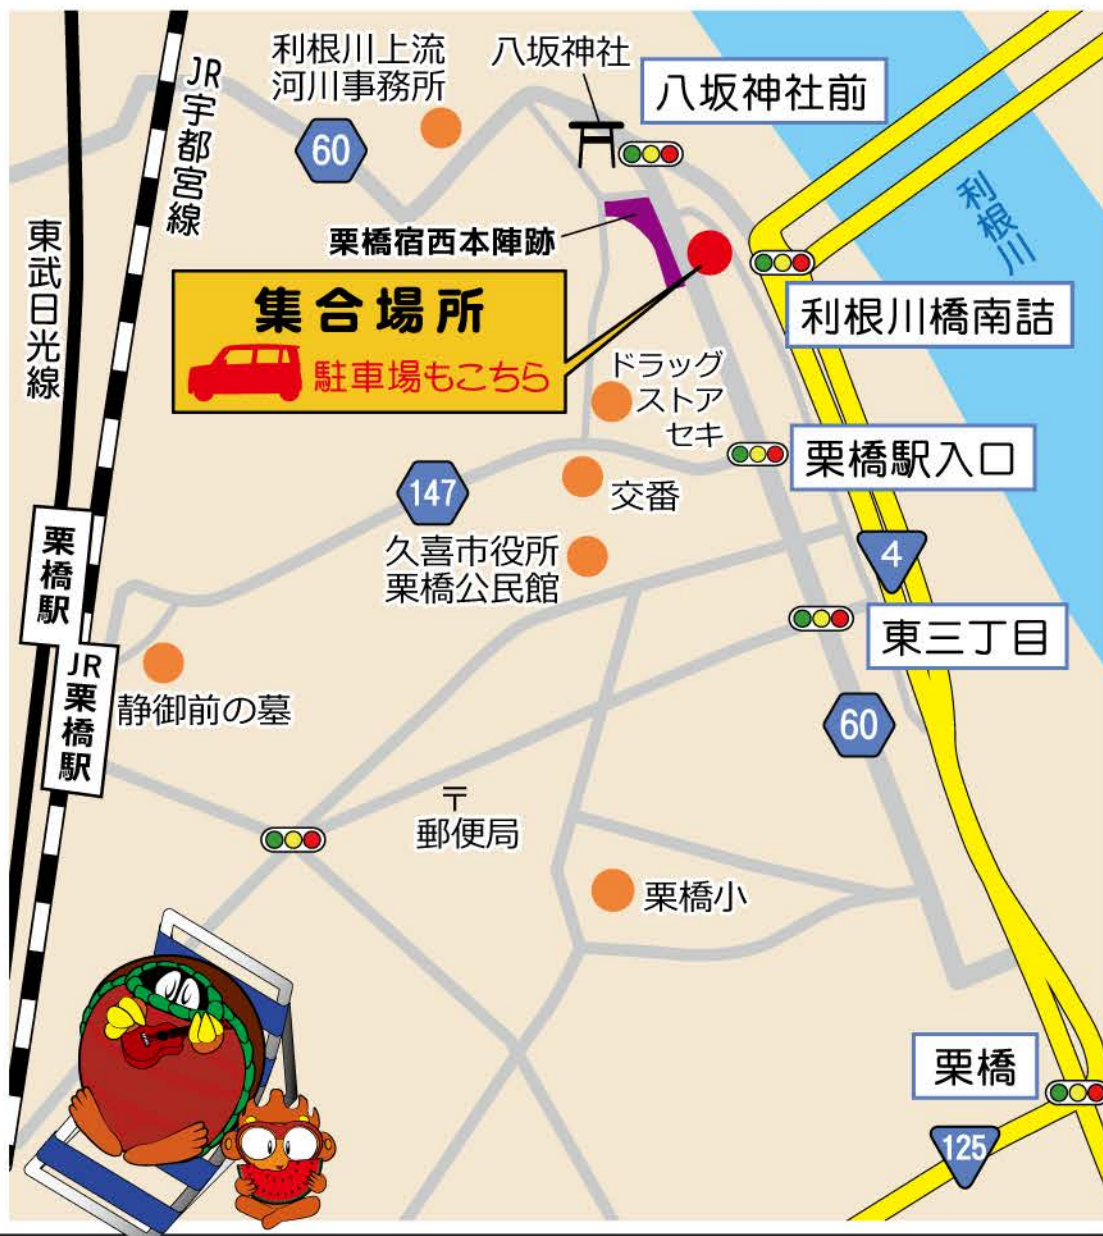 利根川上流
河川事務所
八坂神社
八坂神社前
JR宇都宮線
60
利根川
東武日光線
栗橋宿西本陣跡
集合場所
駐車場もこちら
利根川橋南詰
ドラッグ
ストア
セキ
栗橋駅入口
147
交番
栗橋駅
久喜市役所
栗橋公民館
4
東三丁目
JR栗橋駅
静御前の墓
60
〒
郵便局
栗橋小
栗橋
125